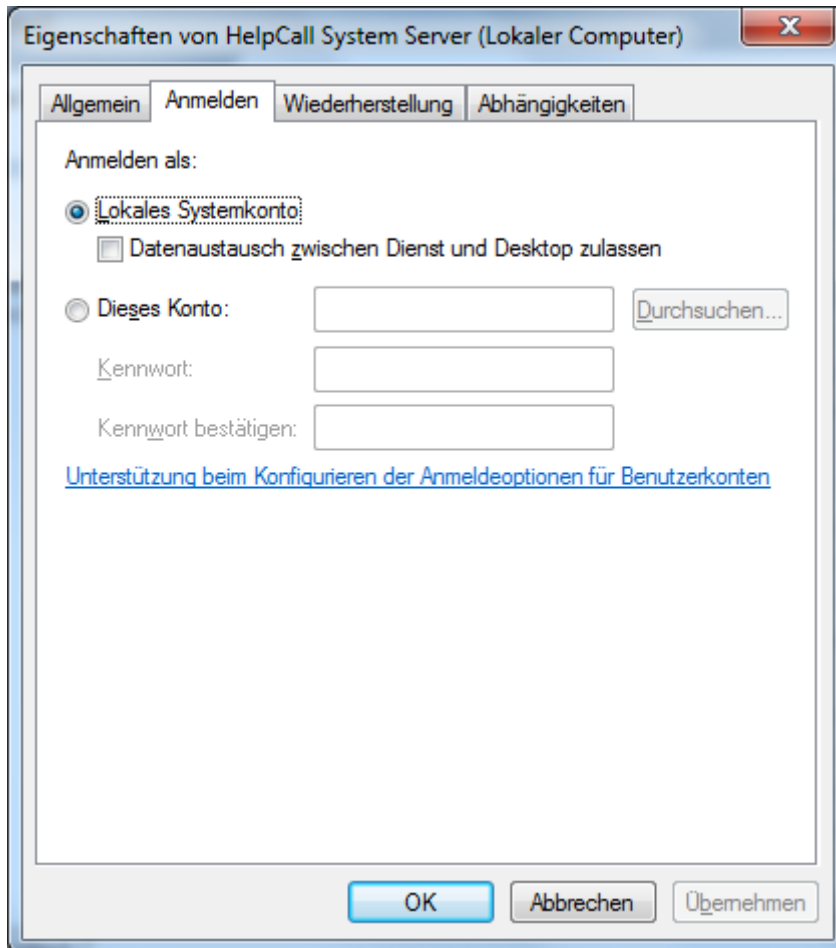 Eigenschaften von HelpCall System Server (Lokaler Computer)
Allgemein Anmelden Wiederherstellung Abhängigkeiten
Anmelden als:
Lokales Systemkonto
Datenaustausch zwischen Dienst und Desktop zulassen
Dieses Konto: Durchsuchen...
Kennwort:
Kennwort bestätigen:
Unterstützung beim Konfigurieren der Anmeldeoptionen für Benutzerkonten
OK Abbrechen Übernehmen